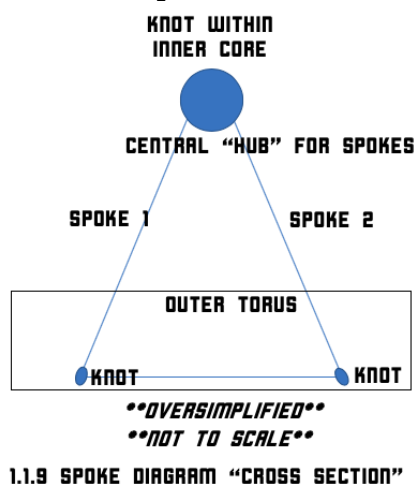 KNOT WITHIN
INNER CORE
CENTRAL “HUB” FOR SPOKES
SPOKE 1
SPOKE 2
OUTER TORUS
KNOT
KNOT
**OVERSIMPLIFIED**
**NOT TO SCALE**
1.1.9 SPOKE DIAGRAM “CROSS SECTION”